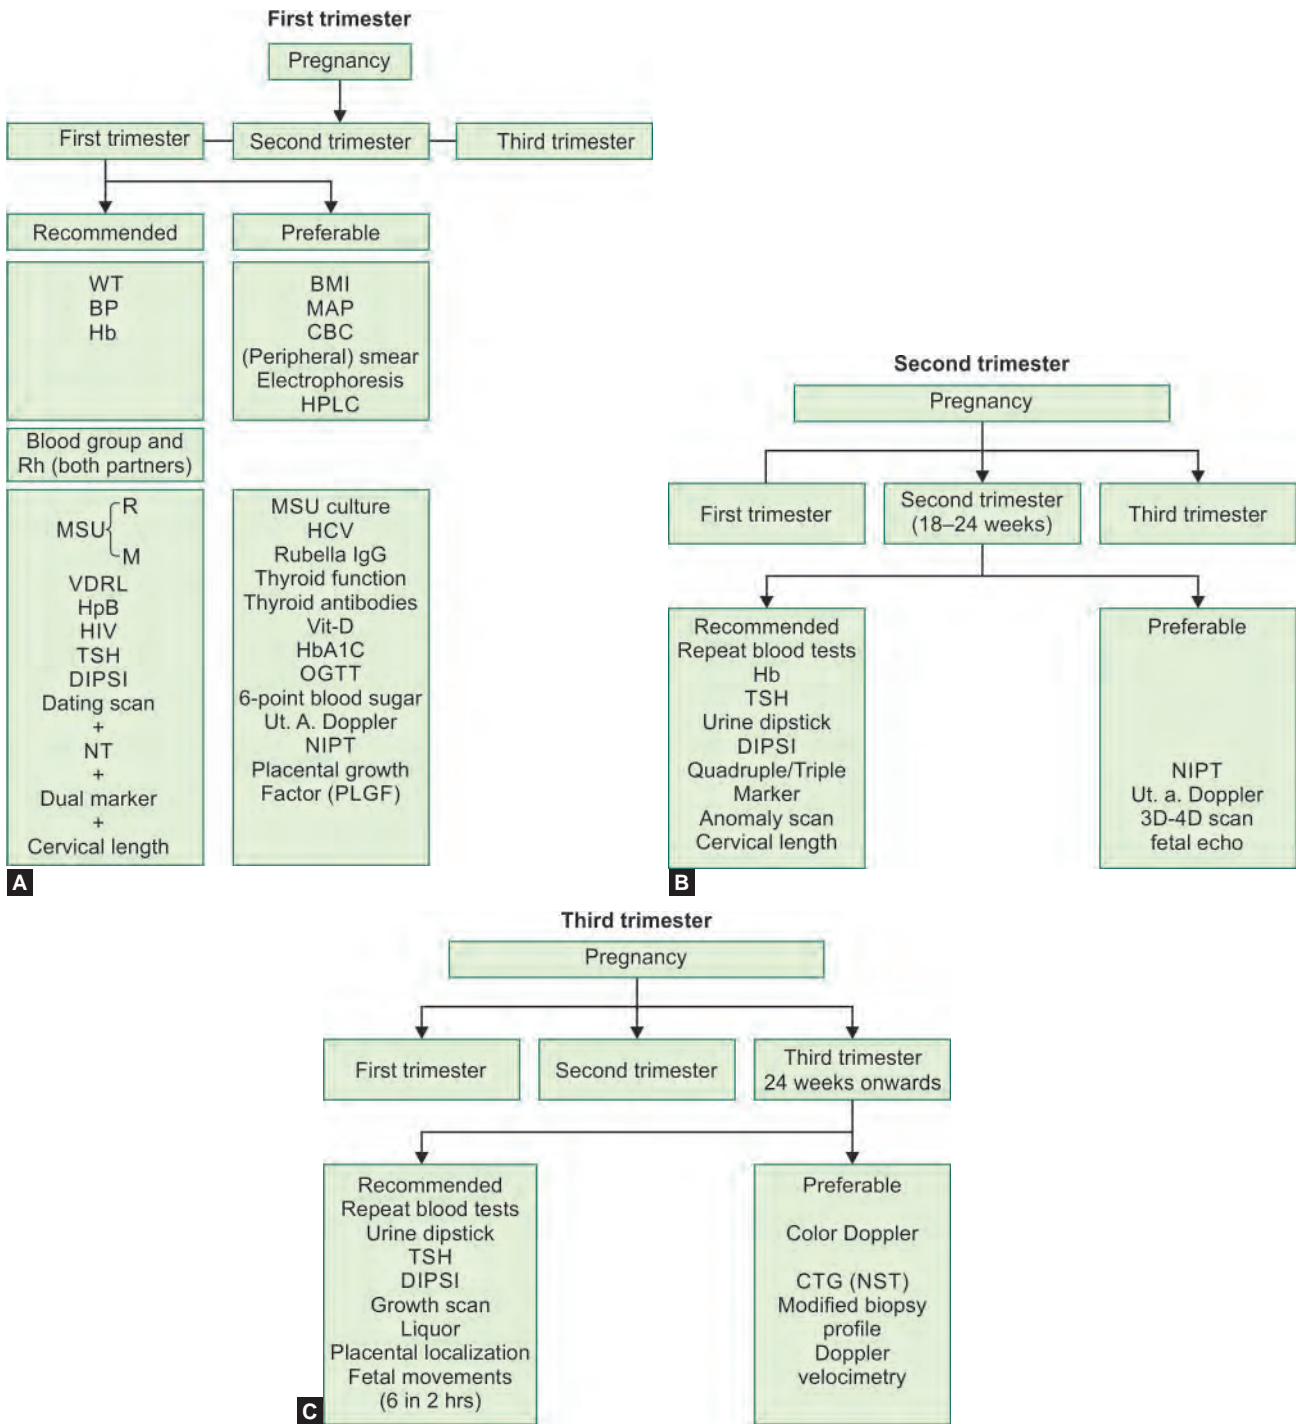 First trimester
Pregnancy
First trimester
Second trimester
Third trimester
Recommended
Preferable
WT
BP
Hb
BMI
MAP
CBC
(Peripheral) smear
Electrophoresis
HPLC
Blood group and
Rh (both partners)
R
MSU
M
VDRL
HpB
HIV
TSH
DIPSI
Dating scan
+
NT
+
Dual marker
+
Cervical length
MSU culture
HCV
Rubella IgG
Thyroid function
Thyroid antibodies
Vit-D
HbA1C
OGTT
6-point blood sugar
Ut. A. Doppler
NIPT
Placental growth
Factor (PLGF)
A
Second trimester
Pregnancy
First trimester
Second trimester
(18–24 weeks)
Third trimester
Recommended
Repeat blood tests
Hb
TSH
Urine dipstick
DIPSI
Quadruple/Triple
Marker
Anomaly scan
Cervical length
Preferable
NIPT
Ut. a. Doppler
3D-4D scan
fetal echo
B
Third trimester
Pregnancy
First trimester
Second trimester
Third trimester
24 weeks onwards
Recommended
Repeat blood tests
Urine dipstick
TSH
DIPSI
Growth scan
Liquor
Placental localization
Fetal movements
(6 in 2 hrs)
Preferable
Color Doppler
CTG (NST)
Modified biopsy
profile
Doppler
velocimetry
C